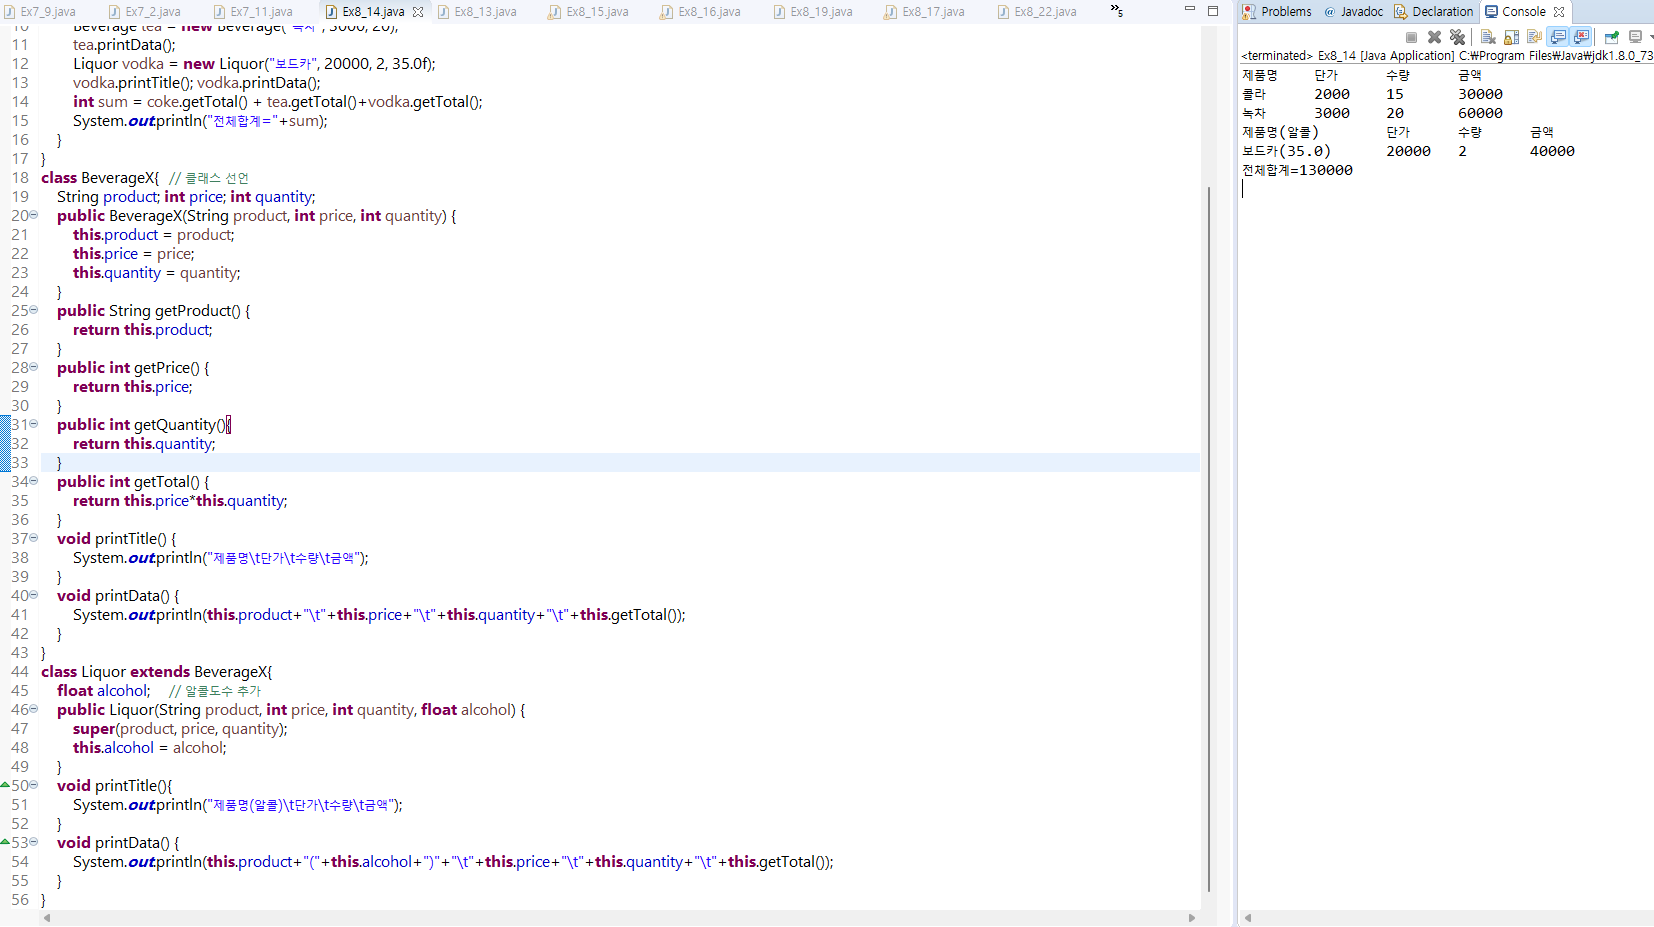 Ex7_9.java Ex7_2.java Ex7_11.java Ex8_14.java Ex8_13.java Ex8_15.java Ex8_16.java Ex8_19.java Ex8_17.java Ex8_22.java »5
10 Beverage tea = new Beverage("녹차", 3000, 20);
11 tea.printData();
12 Liquor vodka = new Liquor("보드카", 20000, 2, 35.0f);
13 vodka.printTitle(); vodka.printData();
14 int sum = coke.getTotal() + tea.getTotal()+vodka.getTotal();
15 System.out.println("전체합계="+sum);
16 }
17 }
18 class BeverageX{ // 클래스 선언
19 String product; int price; int quantity;
20 public BeverageX(String product, int price, int quantity) {
21 this.product = product;
22 this.price = price;
23 this.quantity = quantity;
24 }
25 public String getProduct() {
26 return this.product;
27 }
28 public int getPrice() {
29 return this.price;
30 }
31 public int getQuantity(){
32 return this.quantity;
33 }
34 public int getTotal() {
35 return this.price*this.quantity;
36 }
37 void printTitle() {
38 System.out.println("제품명\t단가\t수량\t금액");
39 }
40 void printData() {
41 System.out.println(this.product+"\t"+this.price+"\t"+this.quantity+"\t"+this.getTotal());
42 }
43 }
44 class Liquor extends BeverageX{
45 float alcohol; // 알콜도수 추가
46 public Liquor(String product, int price, int quantity, float alcohol) {
47 super(product, price, quantity);
48 this.alcohol = alcohol;
49 }
50 void printTitle(){
51 System.out.println("제품명(알콜)\t단가\t수량\t금액");
52 }
53 void printData() {
54 System.out.println(this.product+"("+this.alcohol+")"+"\t"+this.price+"\t"+this.quantity+"\t"+this.getTotal());
55 }
56 }
Problems @ Javadoc Declaration Console
<terminated> Ex8_14 [Java Application] C:₩Program Files₩Java₩jdk1.8.0_73
제품명 단가 수량 금액
콜라 2000 15 30000
녹차 3000 20 60000
제품명(알콜) 단가 수량 금액
보드카(35.0) 20000 2 40000
전체합계=130000